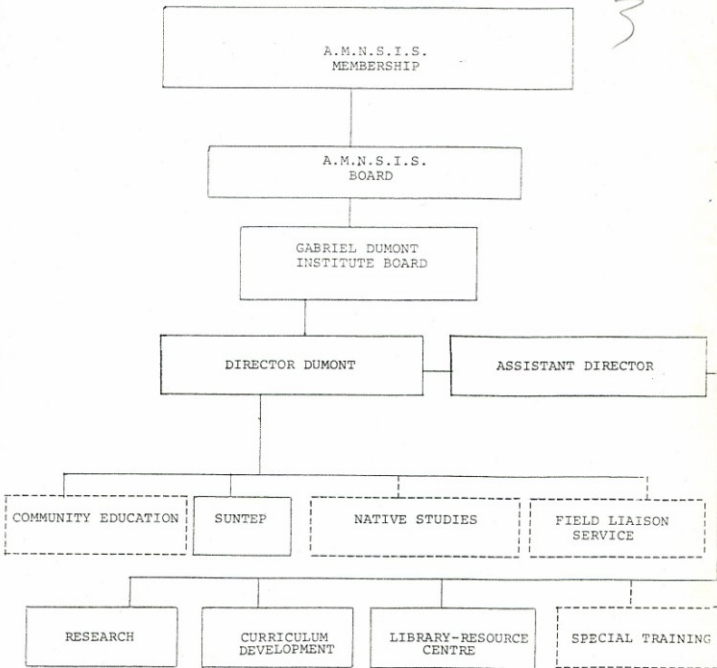 3
A.M.N.S.I.S.
MEMBERSHIP
A.M.N.S.I.S.
BOARD
GABRIEL DUMONT
INSTITUTE BOARD
DIRECTOR DUMONT
ASSISTANT DIRECTOR
COMMUNITY EDUCATION
SUNTEP
NATIVE STUDIES
FIELD LIAISON
SERVICE
RESEARCH
CURRICULUM
DEVELOPMENT
LIBRARY-RESOURCE
CENTRE
SPECIAL TRAINING